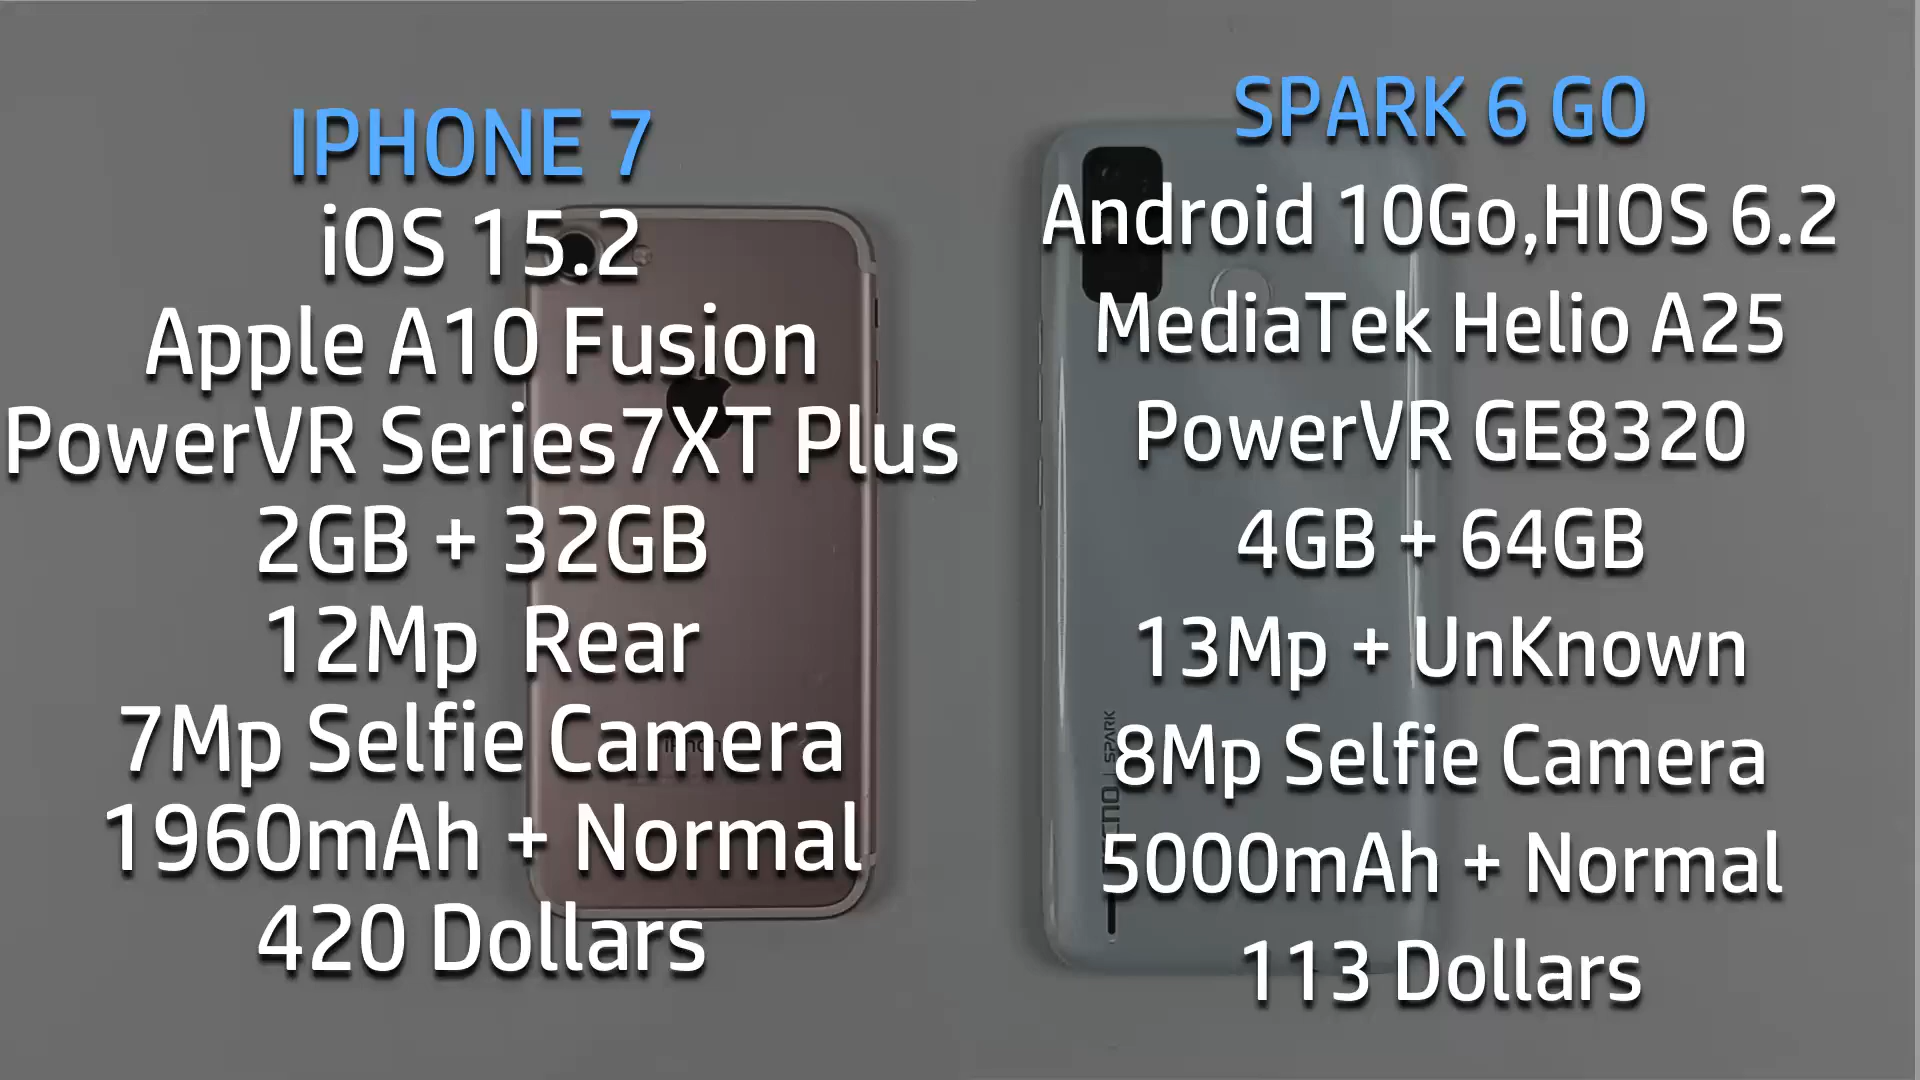 IPHONE 7
iOS 15.2
Apple A10 Fusion
PowerVR Series7XT Plus
2GB + 32GB
12Mp  Rear
7Mp Selfie Camera
1960mAh + Normal
420 Dollars
SPARK 6 GO
Android 10Go,HIOS 6.2
MediaTek Helio A25
PowerVR GE8320
4GB + 64GB
13Mp + UnKnown
8Mp Selfie Camera
5000mAh + Normal
113 Dollars
SPARK